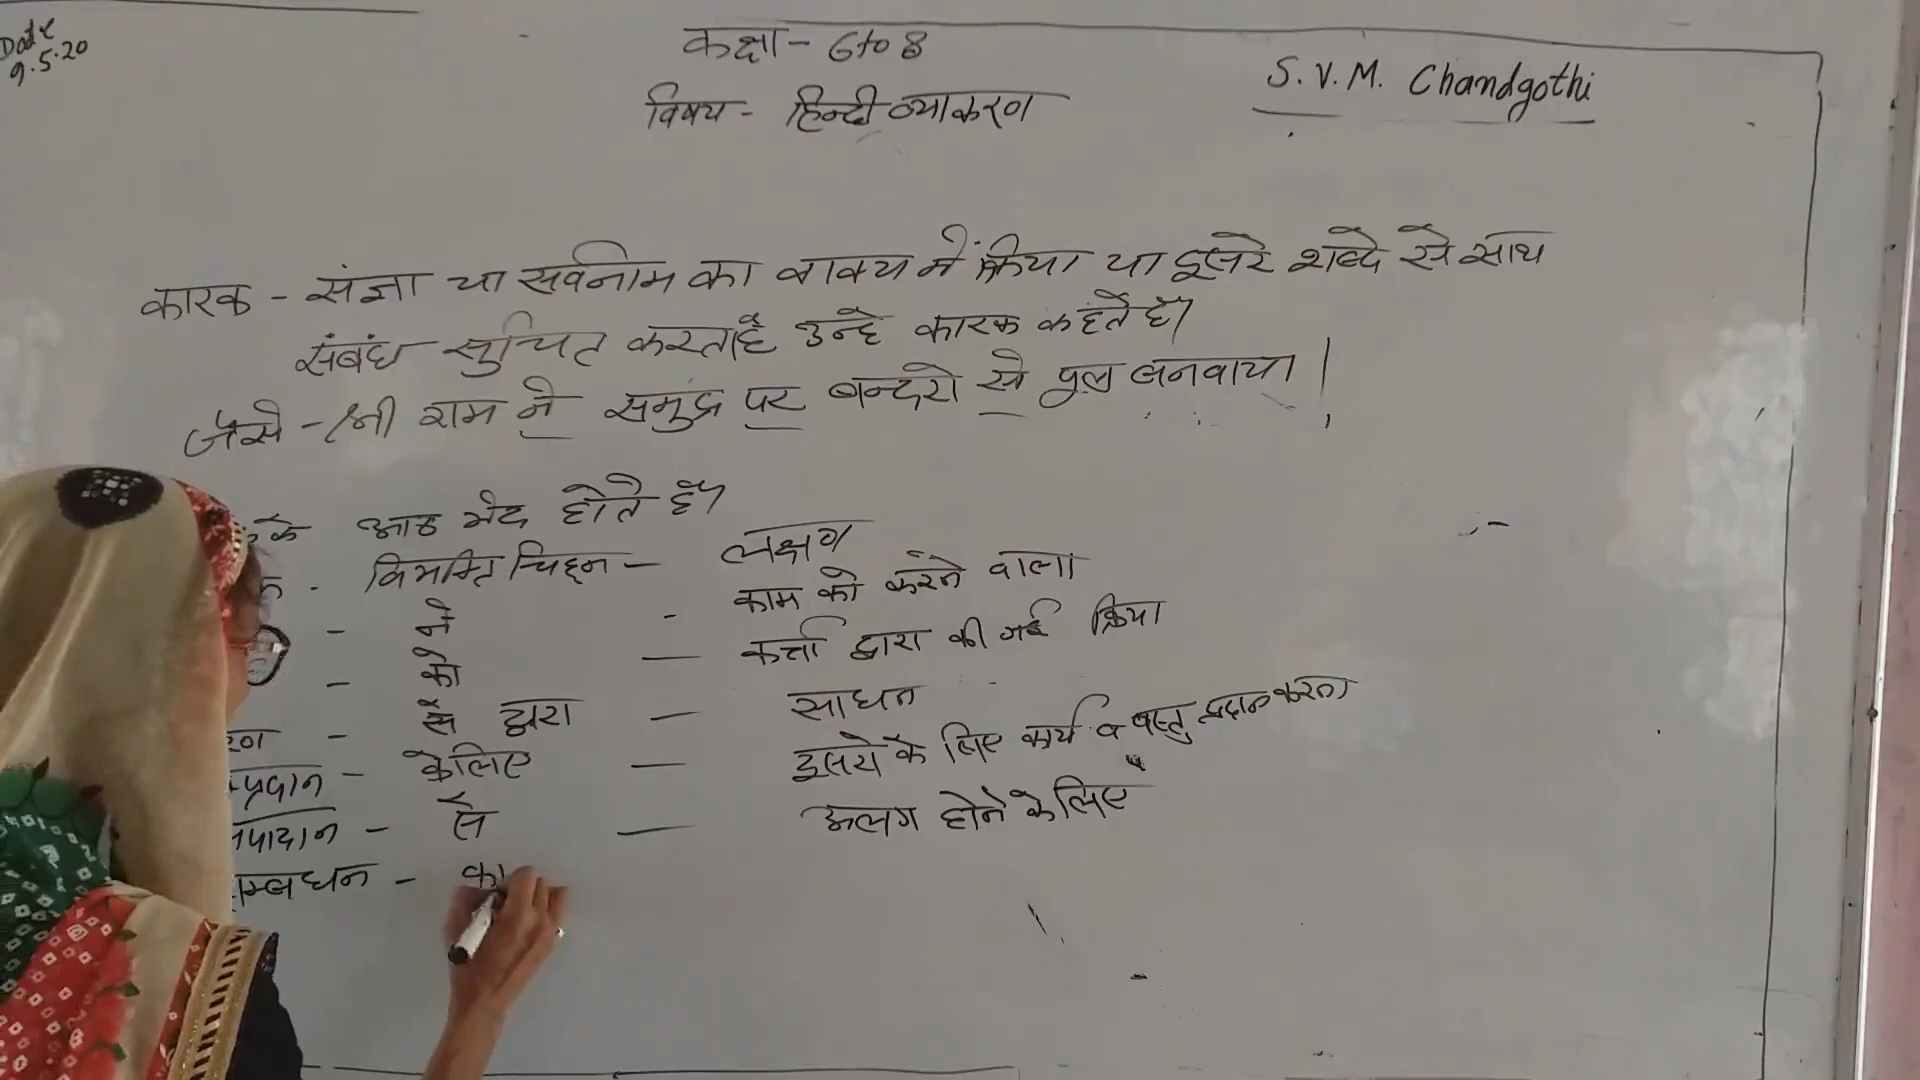 Date
9.5.20
कक्षा - 6 to 8
S. V. M. Chandgothi
विषय - हिन्दी व्याकरण
कारक - संज्ञा या सर्वनाम का वाक्य में क्रिया या दूसरे शब्दे से साथ
संबंध सुचित करता है उन्हे कारक कहते है।
जैसे - श्री राम ने समुद्र पर बन्दरो से पूल बनवाया।
के आठ भेद होते है।
- विभक्ति चिह्न - लक्षण
- ने - काम को करने वाला
- को - कर्त्ता द्वारा की गई क्रिया
रण - से द्वारा - साधन
प्रदान - केलिए - दूसरो के लिए कार्य व वस्तु प्रदान करना
पादान - से - अलग होने के लिए
म्बधन - का